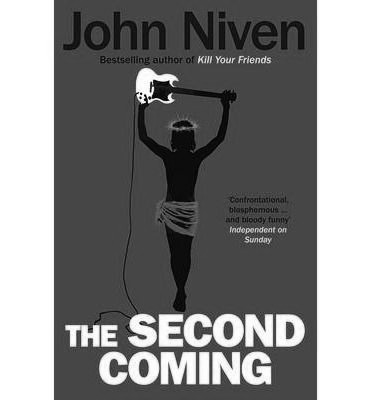 John Niven
Bestselling author of Kill Your Friends
'Confrontational,
blasphemous ...
and bloody funny'
Independent on
Sunday
THE SECOND
COMING